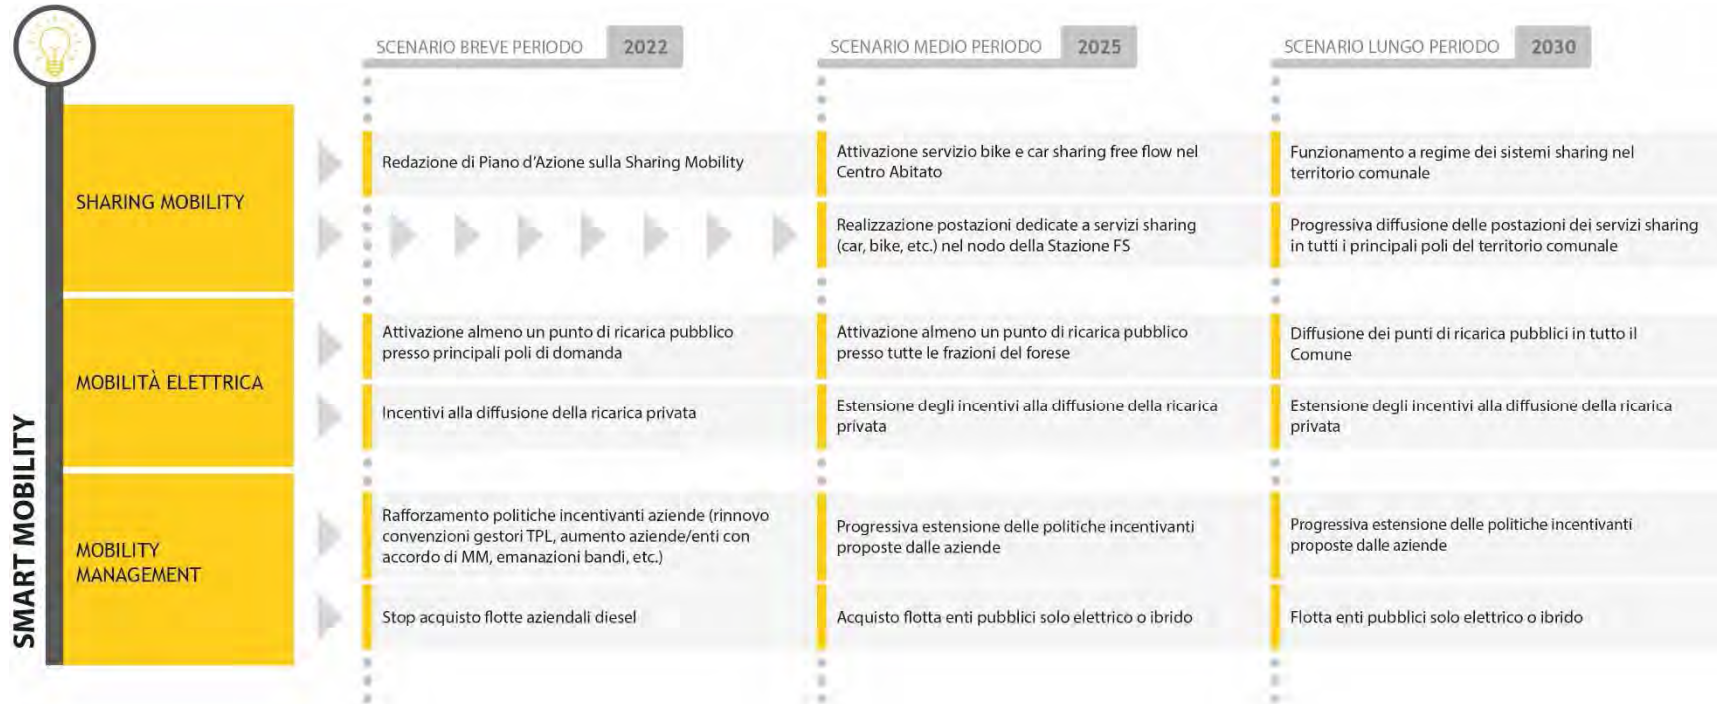 SCENARIO BREVE PERIODO 2022
SCENARIO MEDIO PERIODO 2025
SCENARIO LUNGO PERIODO 2030
SMART MOBILITY
SHARING MOBILITY
Redazione di Piano d'Azione sulla Sharing Mobility
Attivazione servizio bike e car sharing free flow nel
Centro Abitato
Funzionamento a regime dei sistemi sharing nel
territorio comunale
Realizzazione postazioni dedicate a servizi sharing
(car, bike, etc.) nel nodo della Stazione FS
Progressiva diffusione delle postazioni dei servizi sharing
in tutti i principali poli del territorio comunale
MOBILITÀ ELETTRICA
Attivazione almeno un punto di ricarica pubblico
presso principali poli di domanda
Attivazione almeno un punto di ricarica pubblico
presso tutte le frazioni del forese
Diffusione dei punti di ricarica pubblici in tutto il
Comune
Incentivi alla diffusione della ricarica privata
Estensione degli incentivi alla diffusione della ricarica
privata
Estensione degli incentivi alla diffusione della ricarica
privata
MOBILITY
MANAGEMENT
Rafforzamento politiche incentivanti aziende (rinnovo
convenzioni gestori TPL, aumento aziende/enti con
accordo di MM, emanazioni bandi, etc.)
Progressiva estensione delle politiche incentivanti
proposte dalle aziende
Progressiva estensione delle politiche incentivanti
proposte dalle aziende
Stop acquisto flotte aziendali diesel
Acquisto flotta enti pubblici solo elettrico o ibrido
Flotta enti pubblici solo elettrico o ibrido